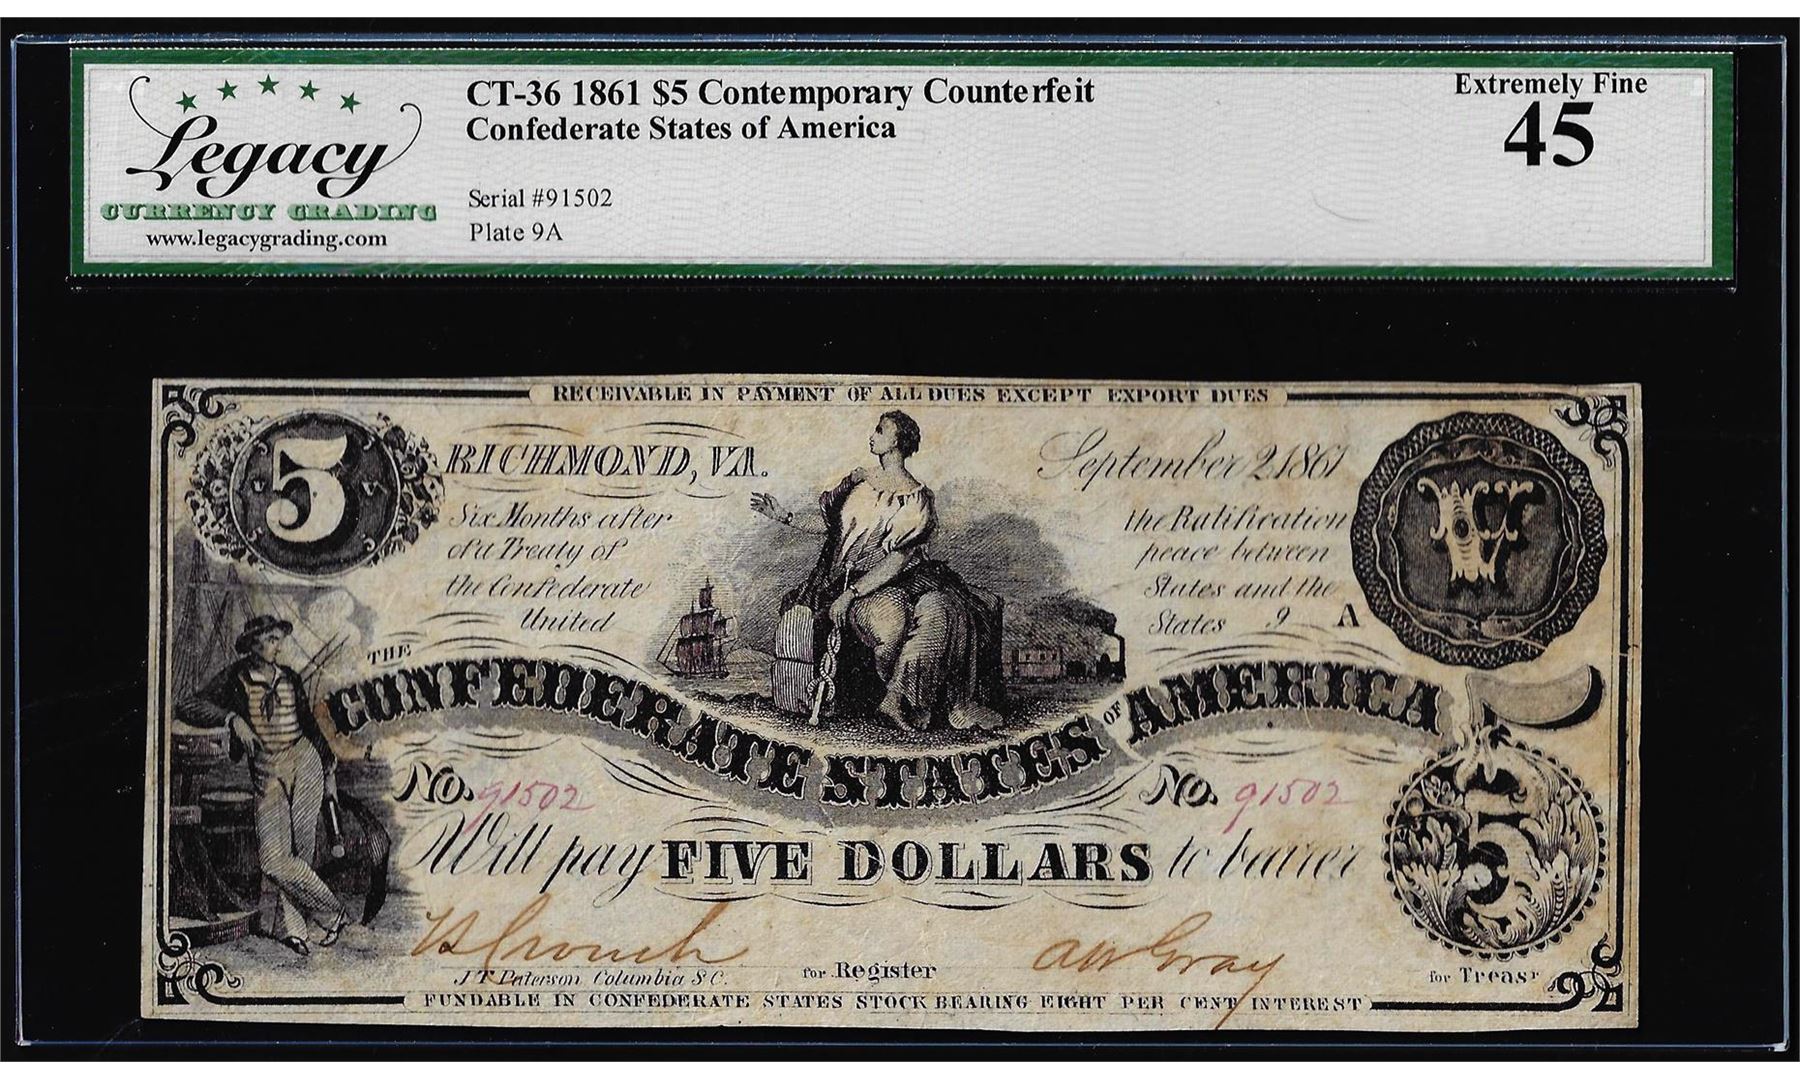 Legacy
CURRENCY GRADING
www.legacygrading.com
CT-36 1861 $5 Contemporary Counterfeit
Confederate States of America
Serial #91502
Plate 9A
Extremely Fine
45
RECEIVABLE IN PAYMENT OF ALL DUES EXCEPT EXPORT DUES
5
RICHMOND, VA.
September 2, 1861
V
Six Months after the Ratification
of a Treaty of peace between
the Confederate States and the
United States 9 A
THE
CONFEDERATE STATES OF AMERICA
No. 91502
No. 91502
Will pay FIVE DOLLARS to bearer
5
H Crouch
A W Gray
J T Paterson Columbia S C.
for Register
for Treasr
FUNDABLE IN CONFEDERATE STATES STOCK BEARING EIGHT PER CENT INTEREST